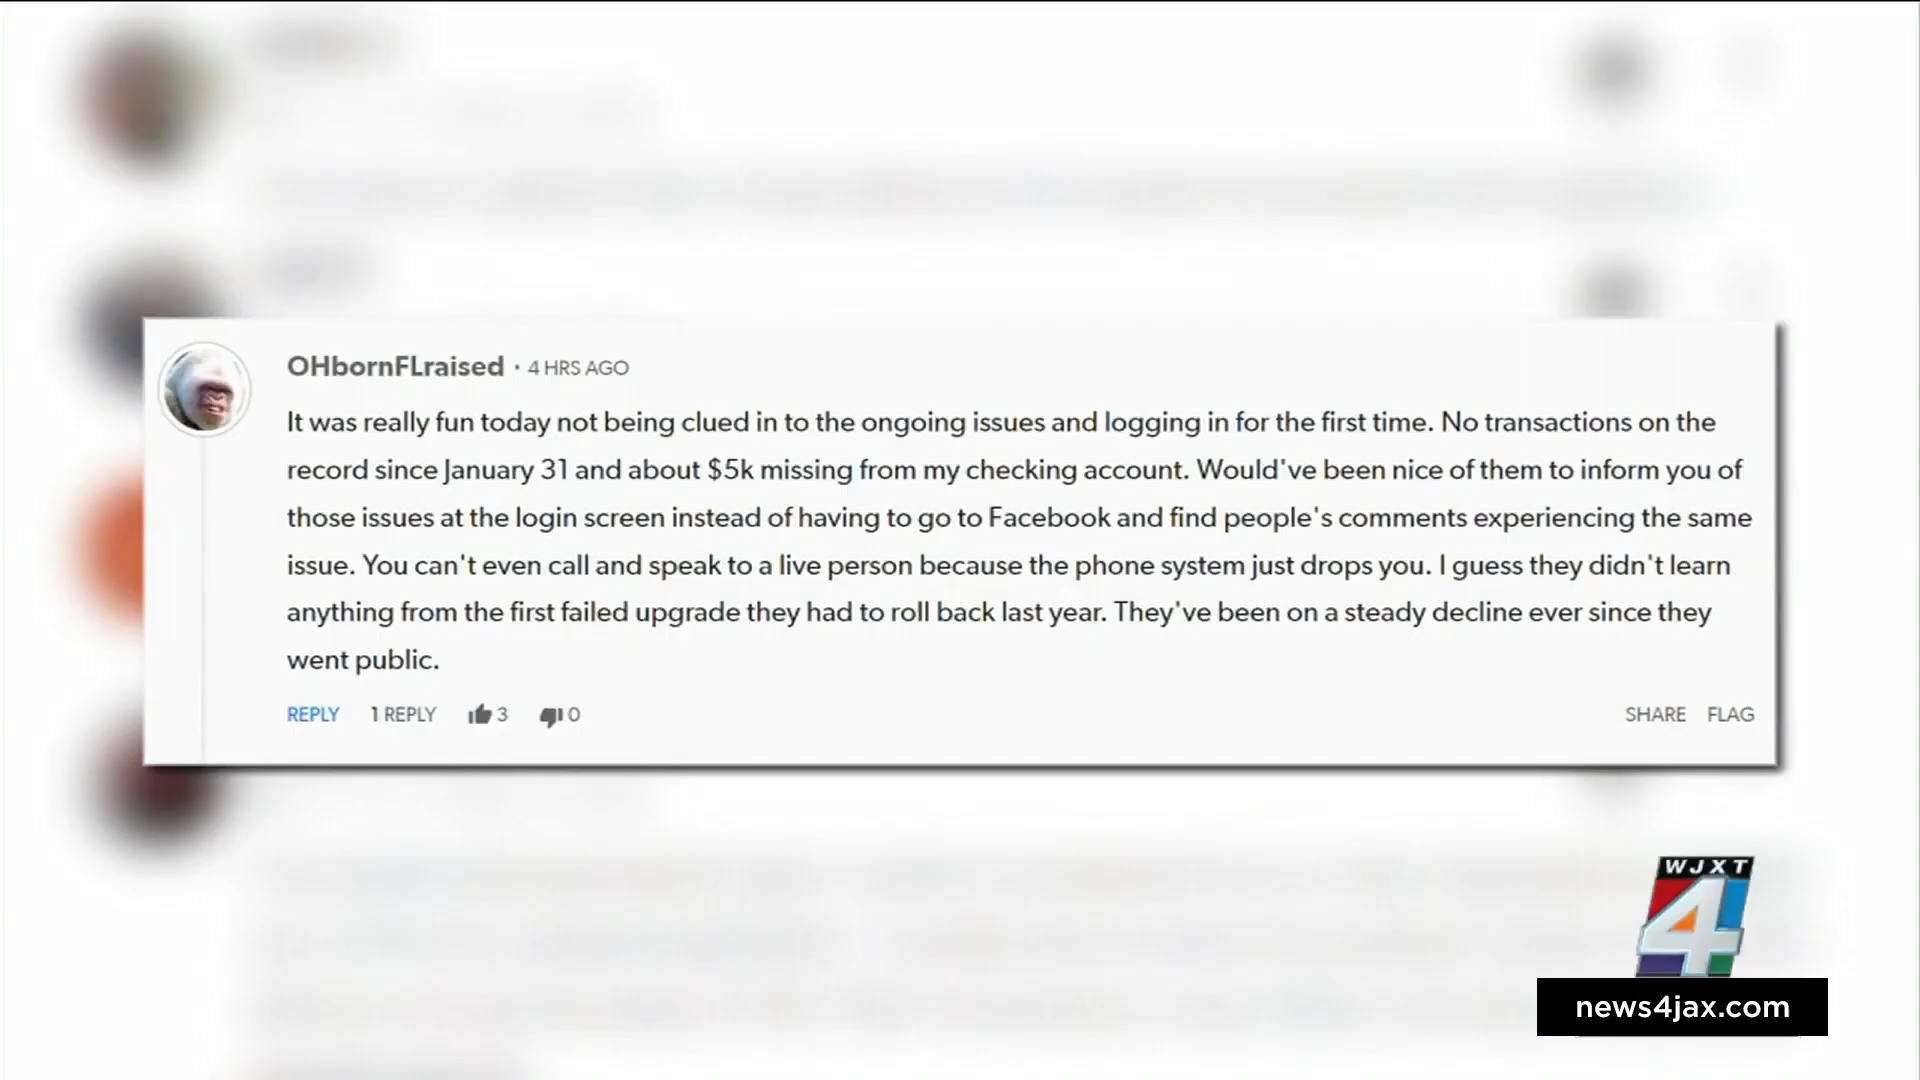 OHbornFLraised · 4 HRS AGO
It was really fun today not being clued in to the ongoing issues and logging in for the first time. No transactions on the
record since January 31 and about $5k missing from my checking account. Would've been nice of them to inform you of
those issues at the login screen instead of having to go to Facebook and find people's comments experiencing the same
issue. You can't even call and speak to a live person because the phone system just drops you. I guess they didn't learn
anything from the first failed upgrade they had to roll back last year. They've been on a steady decline ever since they
went public.
REPLY 1 REPLY 3 0 SHARE FLAG
WJXT
4
news4jax.com